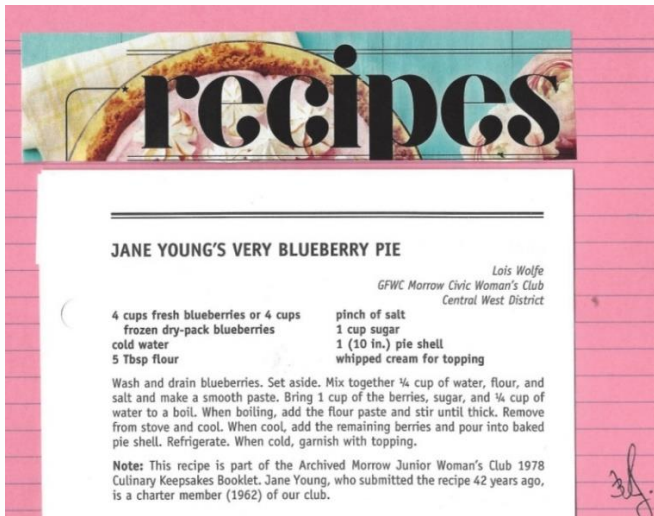 recipes
JANE YOUNG'S VERY BLUEBERRY PIE
Lois Wolfe
GFWC Morrow Civic Woman's Club
Central West District
4 cups fresh blueberries or 4 cups
frozen dry-pack blueberries
cold water
5 Tbsp flour
pinch of salt
1 cup sugar
1 (10 in.) pie shell
whipped cream for topping
Wash and drain blueberries. Set aside. Mix together ¼ cup of water, flour, and
salt and make a smooth paste. Bring 1 cup of the berries, sugar, and ¼ cup of
water to a boil. When boiling, add the flour paste and stir until thick. Remove
from stove and cool. When cool, add the remaining berries and pour into baked
pie shell. Refrigerate. When cold, garnish with topping.
Note: This recipe is part of the Archived Morrow Junior Woman's Club 1978
Culinary Keepsakes Booklet. Jane Young, who submitted the recipe 42 years ago,
is a charter member (1962) of our club.